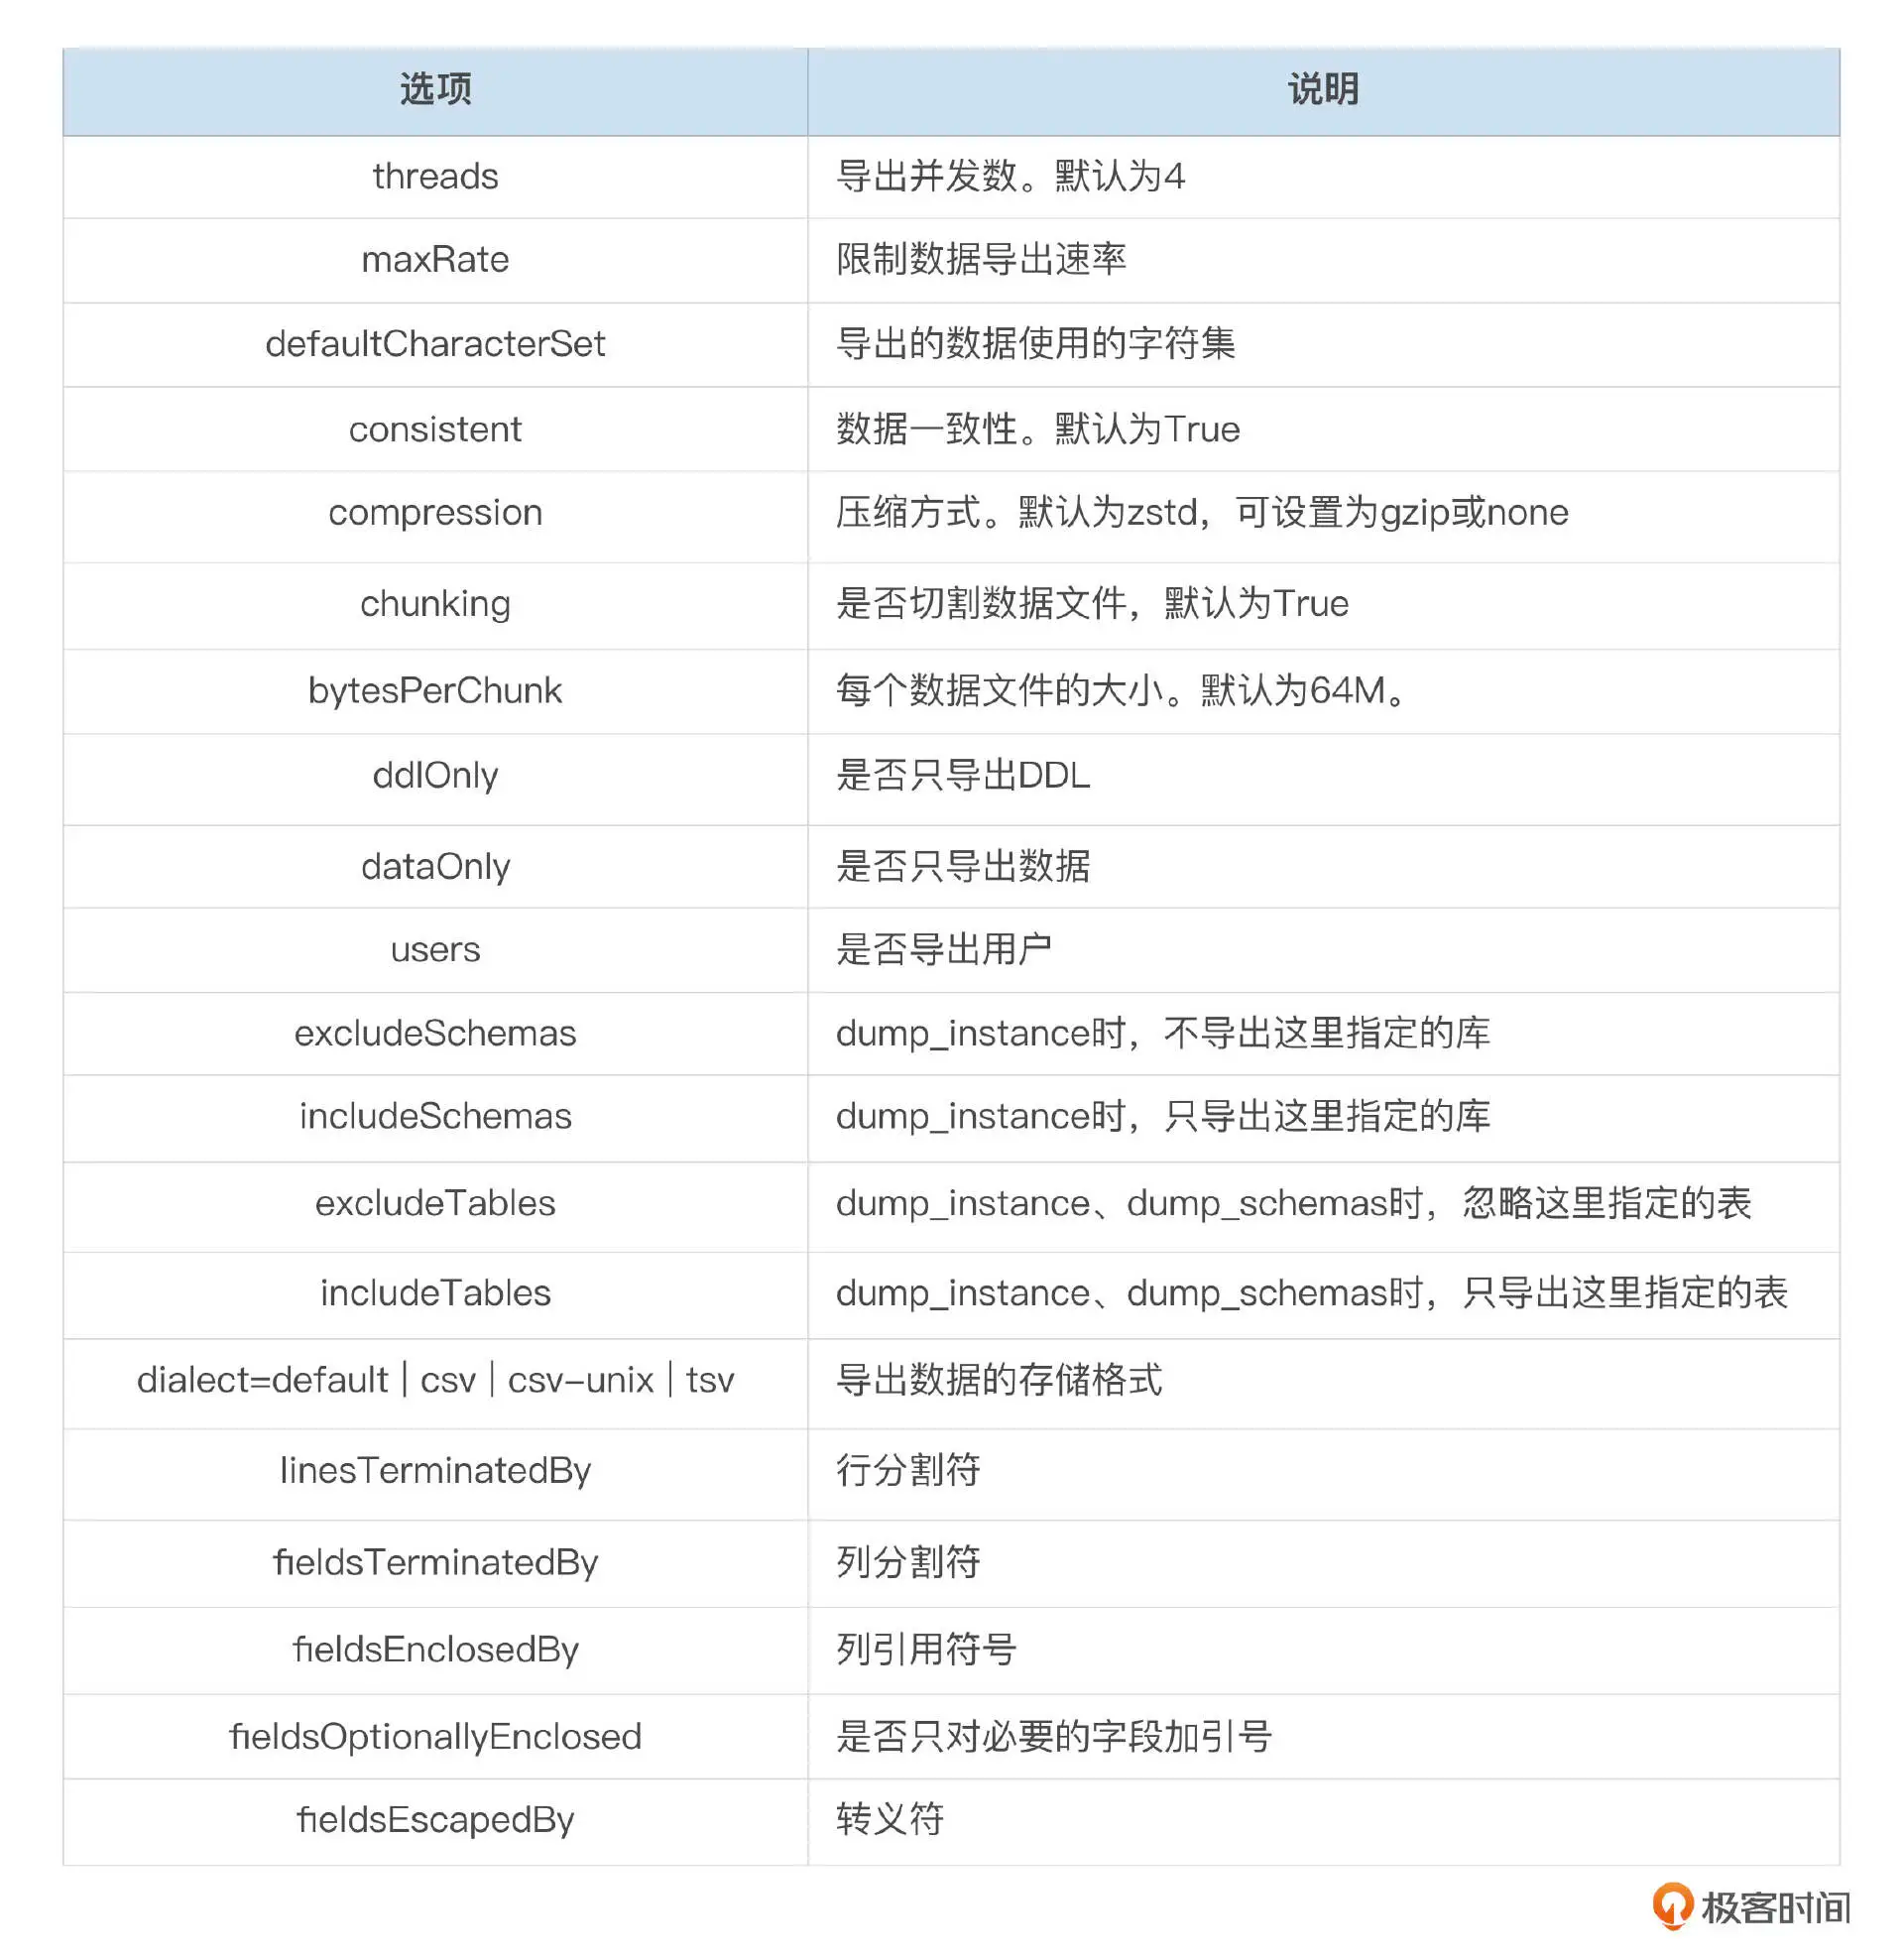 选项 说明
threads 导出并发数。默认为4
maxRate 限制数据导出速率
defaultCharacterSet 导出的数据使用的字符集
consistent 数据一致性。默认为True
compression 压缩方式。默认为zstd，可设置为gzip或none
chunking 是否切割数据文件，默认为True
bytesPerChunk 每个数据文件的大小。默认为64M。
ddlOnly 是否只导出DDL
dataOnly 是否只导出数据
users 是否导出用户
excludeSchemas dump_instance时，不导出这里指定的库
includeSchemas dump_instance时，只导出这里指定的库
excludeTables dump_instance、dump_schemas时，忽略这里指定的表
includeTables dump_instance、dump_schemas时，只导出这里指定的表
dialect=default | csv | csv-unix | tsv 导出数据的存储格式
linesTerminatedBy 行分割符
fieldsTerminatedBy 列分割符
fieldsEnclosedBy 列引用符号
fieldsOptionallyEnclosed 是否只对必要的字段加引号
fieldsEscapedBy 转义符
极客时间